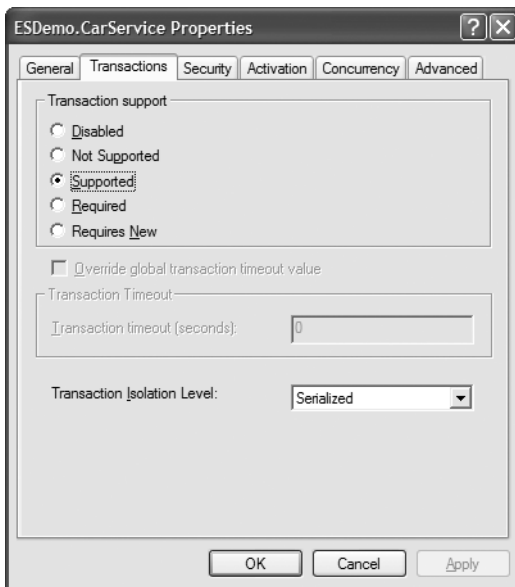 ESDemo.CarService Properties
General Transactions Security Activation Concurrency Advanced
Transaction support
Disabled
Not Supported
Supported
Required
Requires New
Override global transaction timeout value
Transaction Timeout
Transaction timeout (seconds): 0
Transaction Isolation Level: Serialized
OK Cancel Apply